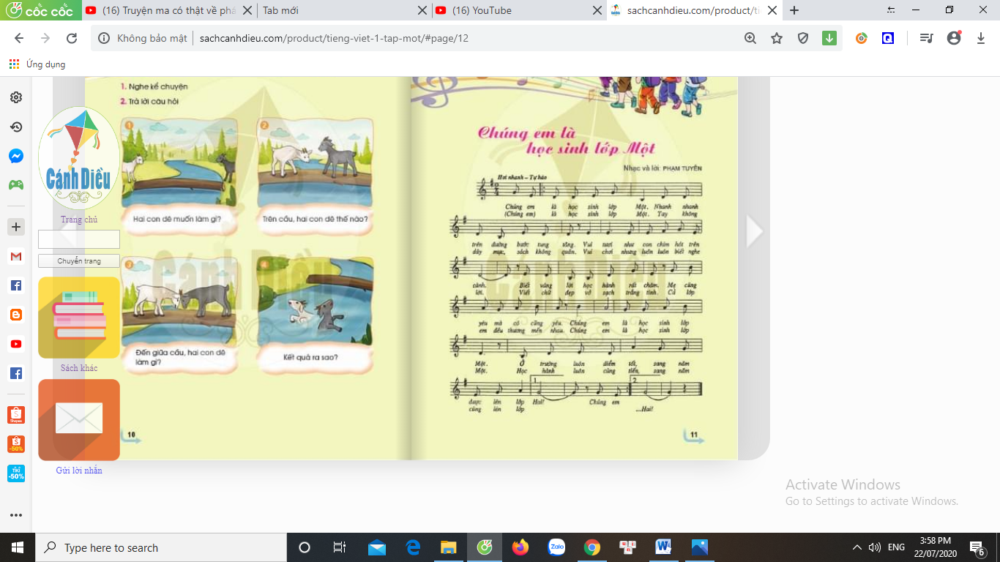 cốc cốc
(16) Truyện ma có thật về phá
Tab mới
(16) YouTube
sachcanhdieu.com/product/ti
Không bảo mật
sachcanhdieu.com/product/tieng-viet-1-tap-mot/#page/12
Ứng dụng
Cánh Diều
Trang chủ
Chuyển trang
Sách khác
Gửi lời nhắn
1. Nghe kể chuyện
2. Trả lời câu hỏi
1
2
Hai con dê muốn làm gì?
Trên cầu, hai con dê thế nào?
3
4
Đến giữa cầu, hai con dê
làm gì?
Kết quả ra sao?
10
Chúng em là
học sinh lớp Một
Nhạc và lời: PHẠM TUYÊN
Hơi nhanh – Tự hào
Chúng em là học sinh lớp Một. Nhanh nhanh
(Chúng em) là học sinh lớp Một. Tay không
trên đường bước tung tăng. Vui tươi như con chim hót trên
dây mực, sách không quăn. Vui chơi nhưng luôn luôn biết nghe
cành. Biết vâng lời học hành rất chăm. Mẹ cũng
lời. Viết chữ đẹp vở sạch trắng tinh. Cả lớp
yêu mà cô cũng yêu. Chúng em là học sinh lớp
em đều thương mến nhau. Chúng em là học sinh lớp
Một. Ở trường luôn điểm tốt, sang năm
Một. Học hành luôn cùng tiến, sang năm
1.
2.
được lên lớp Hai! Chúng em
cùng lên lớp ...Hai!
11
Cánh Diều
Cánh Diều
Activate Windows
Go to Settings to activate Windows.
Shopee
-50%
TIKI
-50%
Type here to search
Zalo
ENG
3:58 PM
22/07/2020
6